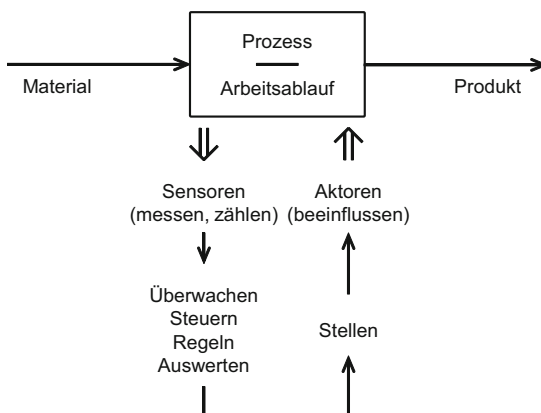 Prozess
Arbeitsablauf
Material
Produkt
Sensoren
(messen, zählen)
Aktoren
(beeinflussen)
Überwachen
Steuern
Regeln
Auswerten
Stellen